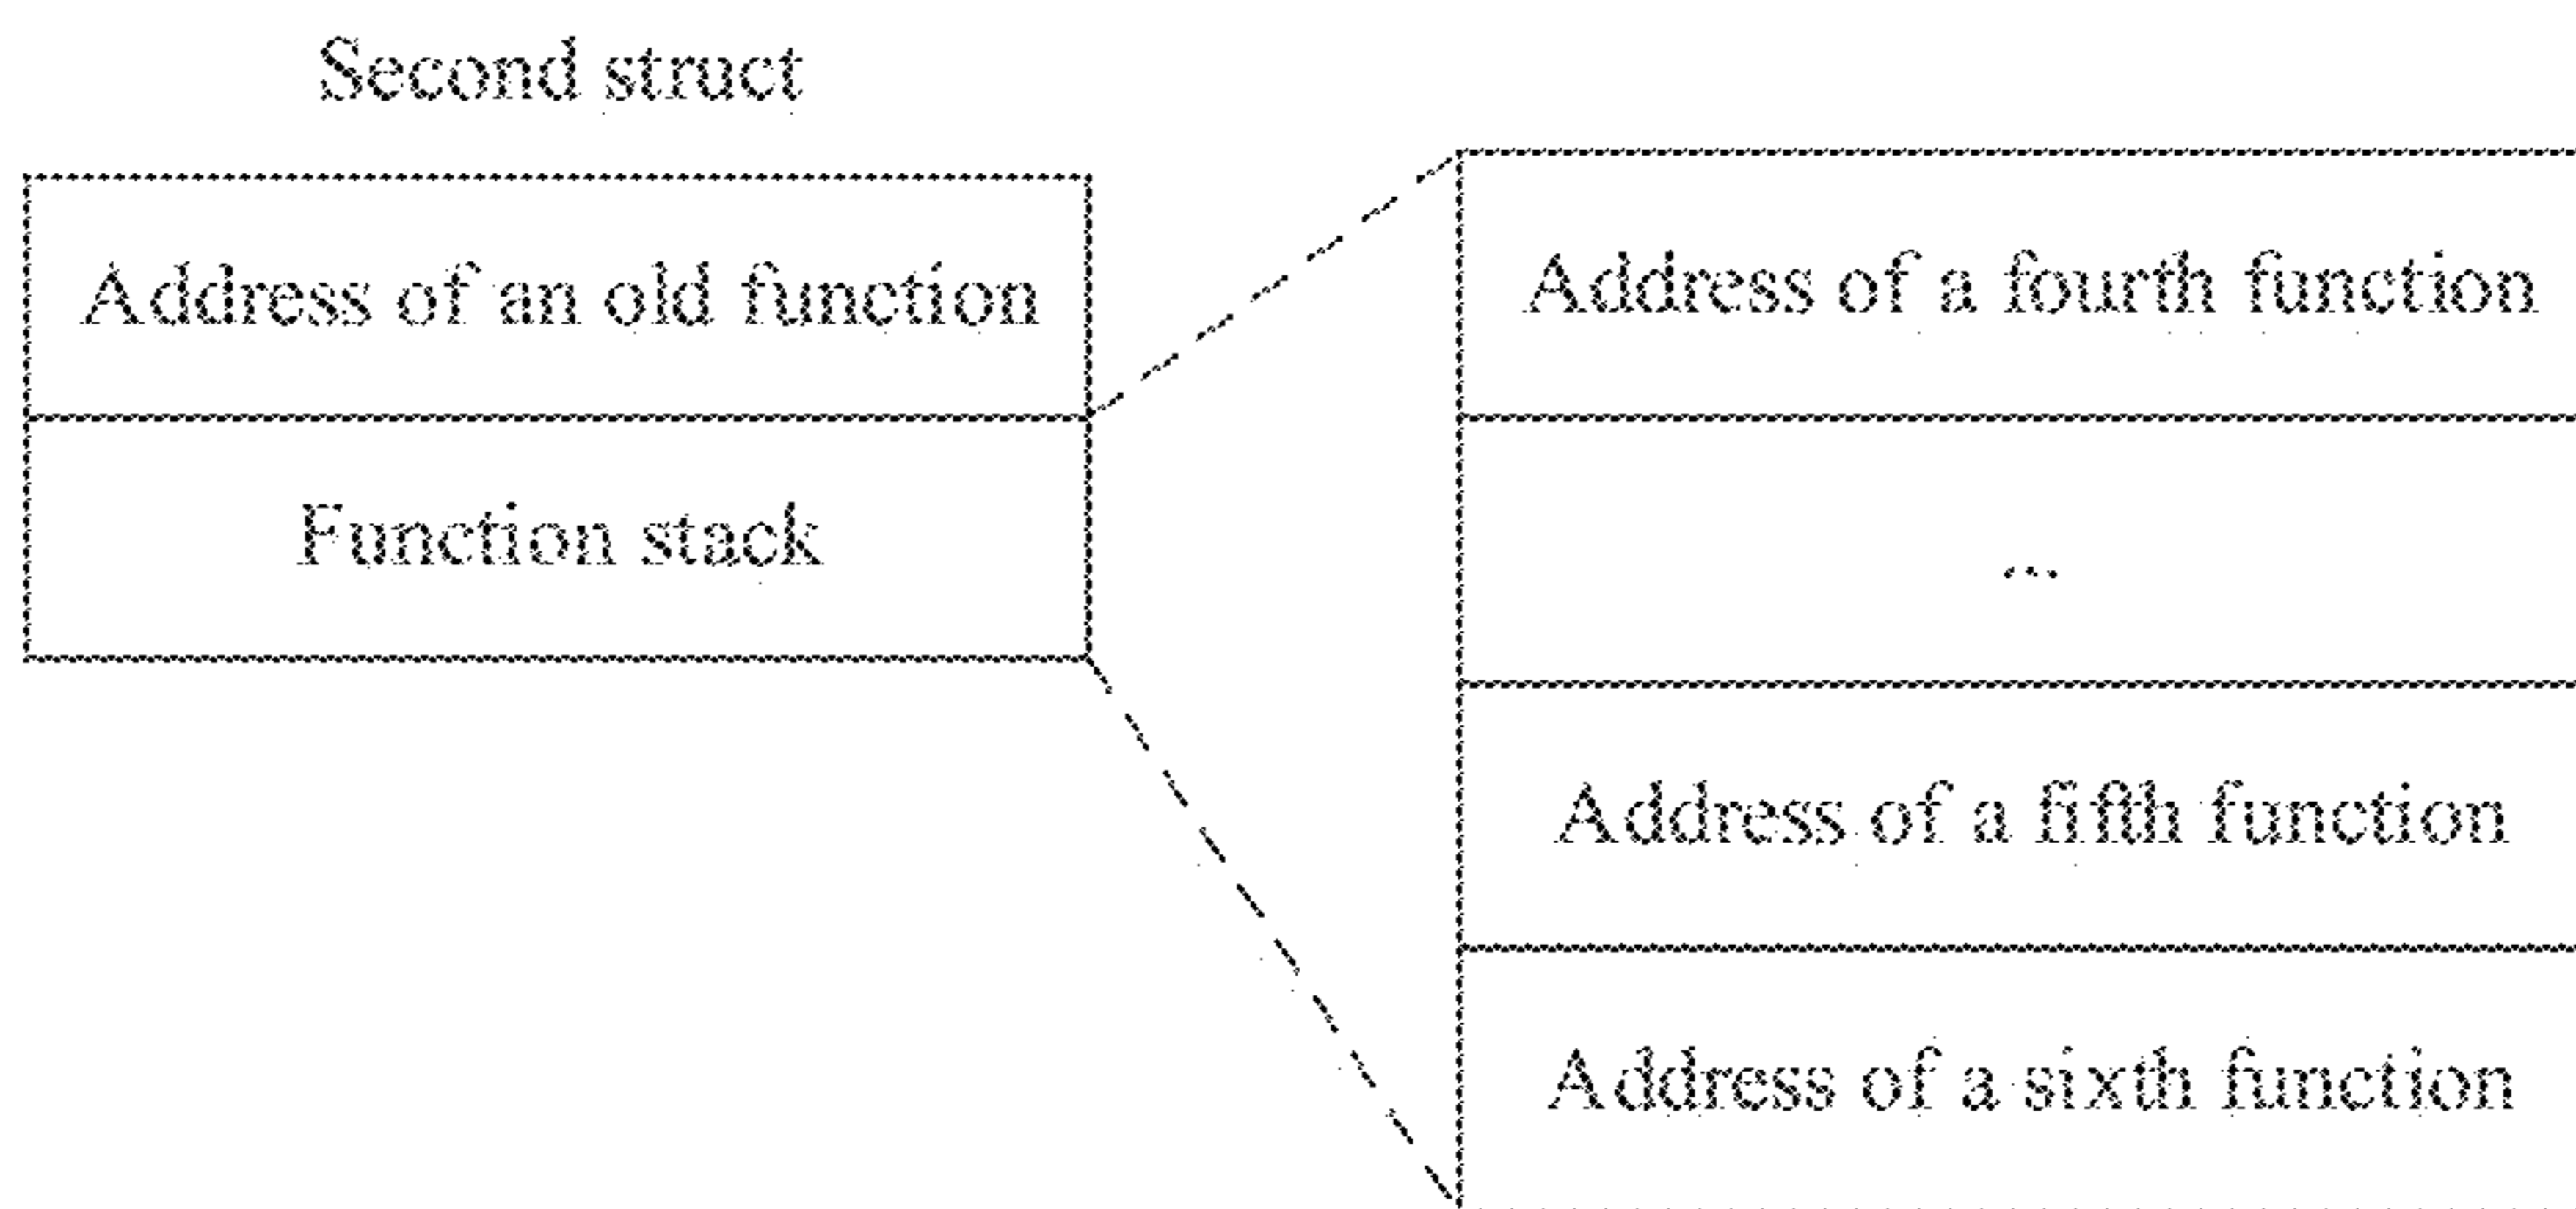 Second struct
Address of an old function
Function stack
Address of a fourth function
...
Address of a fifth function
Address of a sixth function